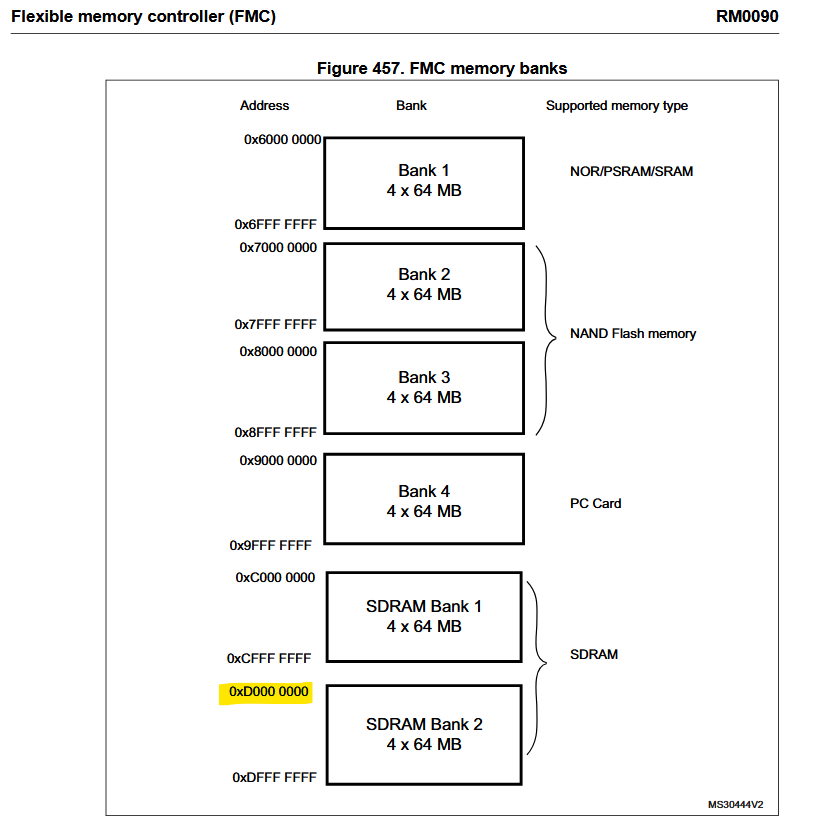 Flexible memory controller (FMC) RM0090
Figure 457. FMC memory banks
Address Bank Supported memory type
0x6000 0000
Bank 1 NOR/PSRAM/SRAM
4 x 64 MB
0x6FFF FFFF
0x7000 0000
Bank 2
4 x 64 MB
0x7FFF FFFF
NAND Flash memory
0x8000 0000
Bank 3
4 x 64 MB
0x8FFF FFFF
0x9000 0000
Bank 4
PC Card
4 x 64 MB
0x9FFF FFFF
0xC000 0000
SDRAM Bank 1
4 x 64 MB
0xCFFF FFFF
SDRAM
0xD000 0000
SDRAM Bank 2
4 x 64 MB
0xDFFF FFFF
MS30444V2